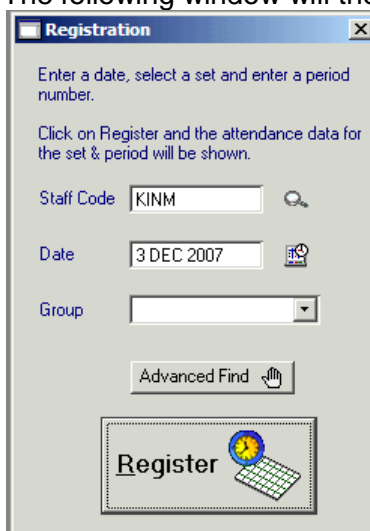 The following window will the
Registration
Enter a date, select a set and enter a period
number.
Click on Register and the attendance data for
the set & period will be shown.
Staff Code KINM
Date 3 DEC 2007
Group
Advanced Find
Register